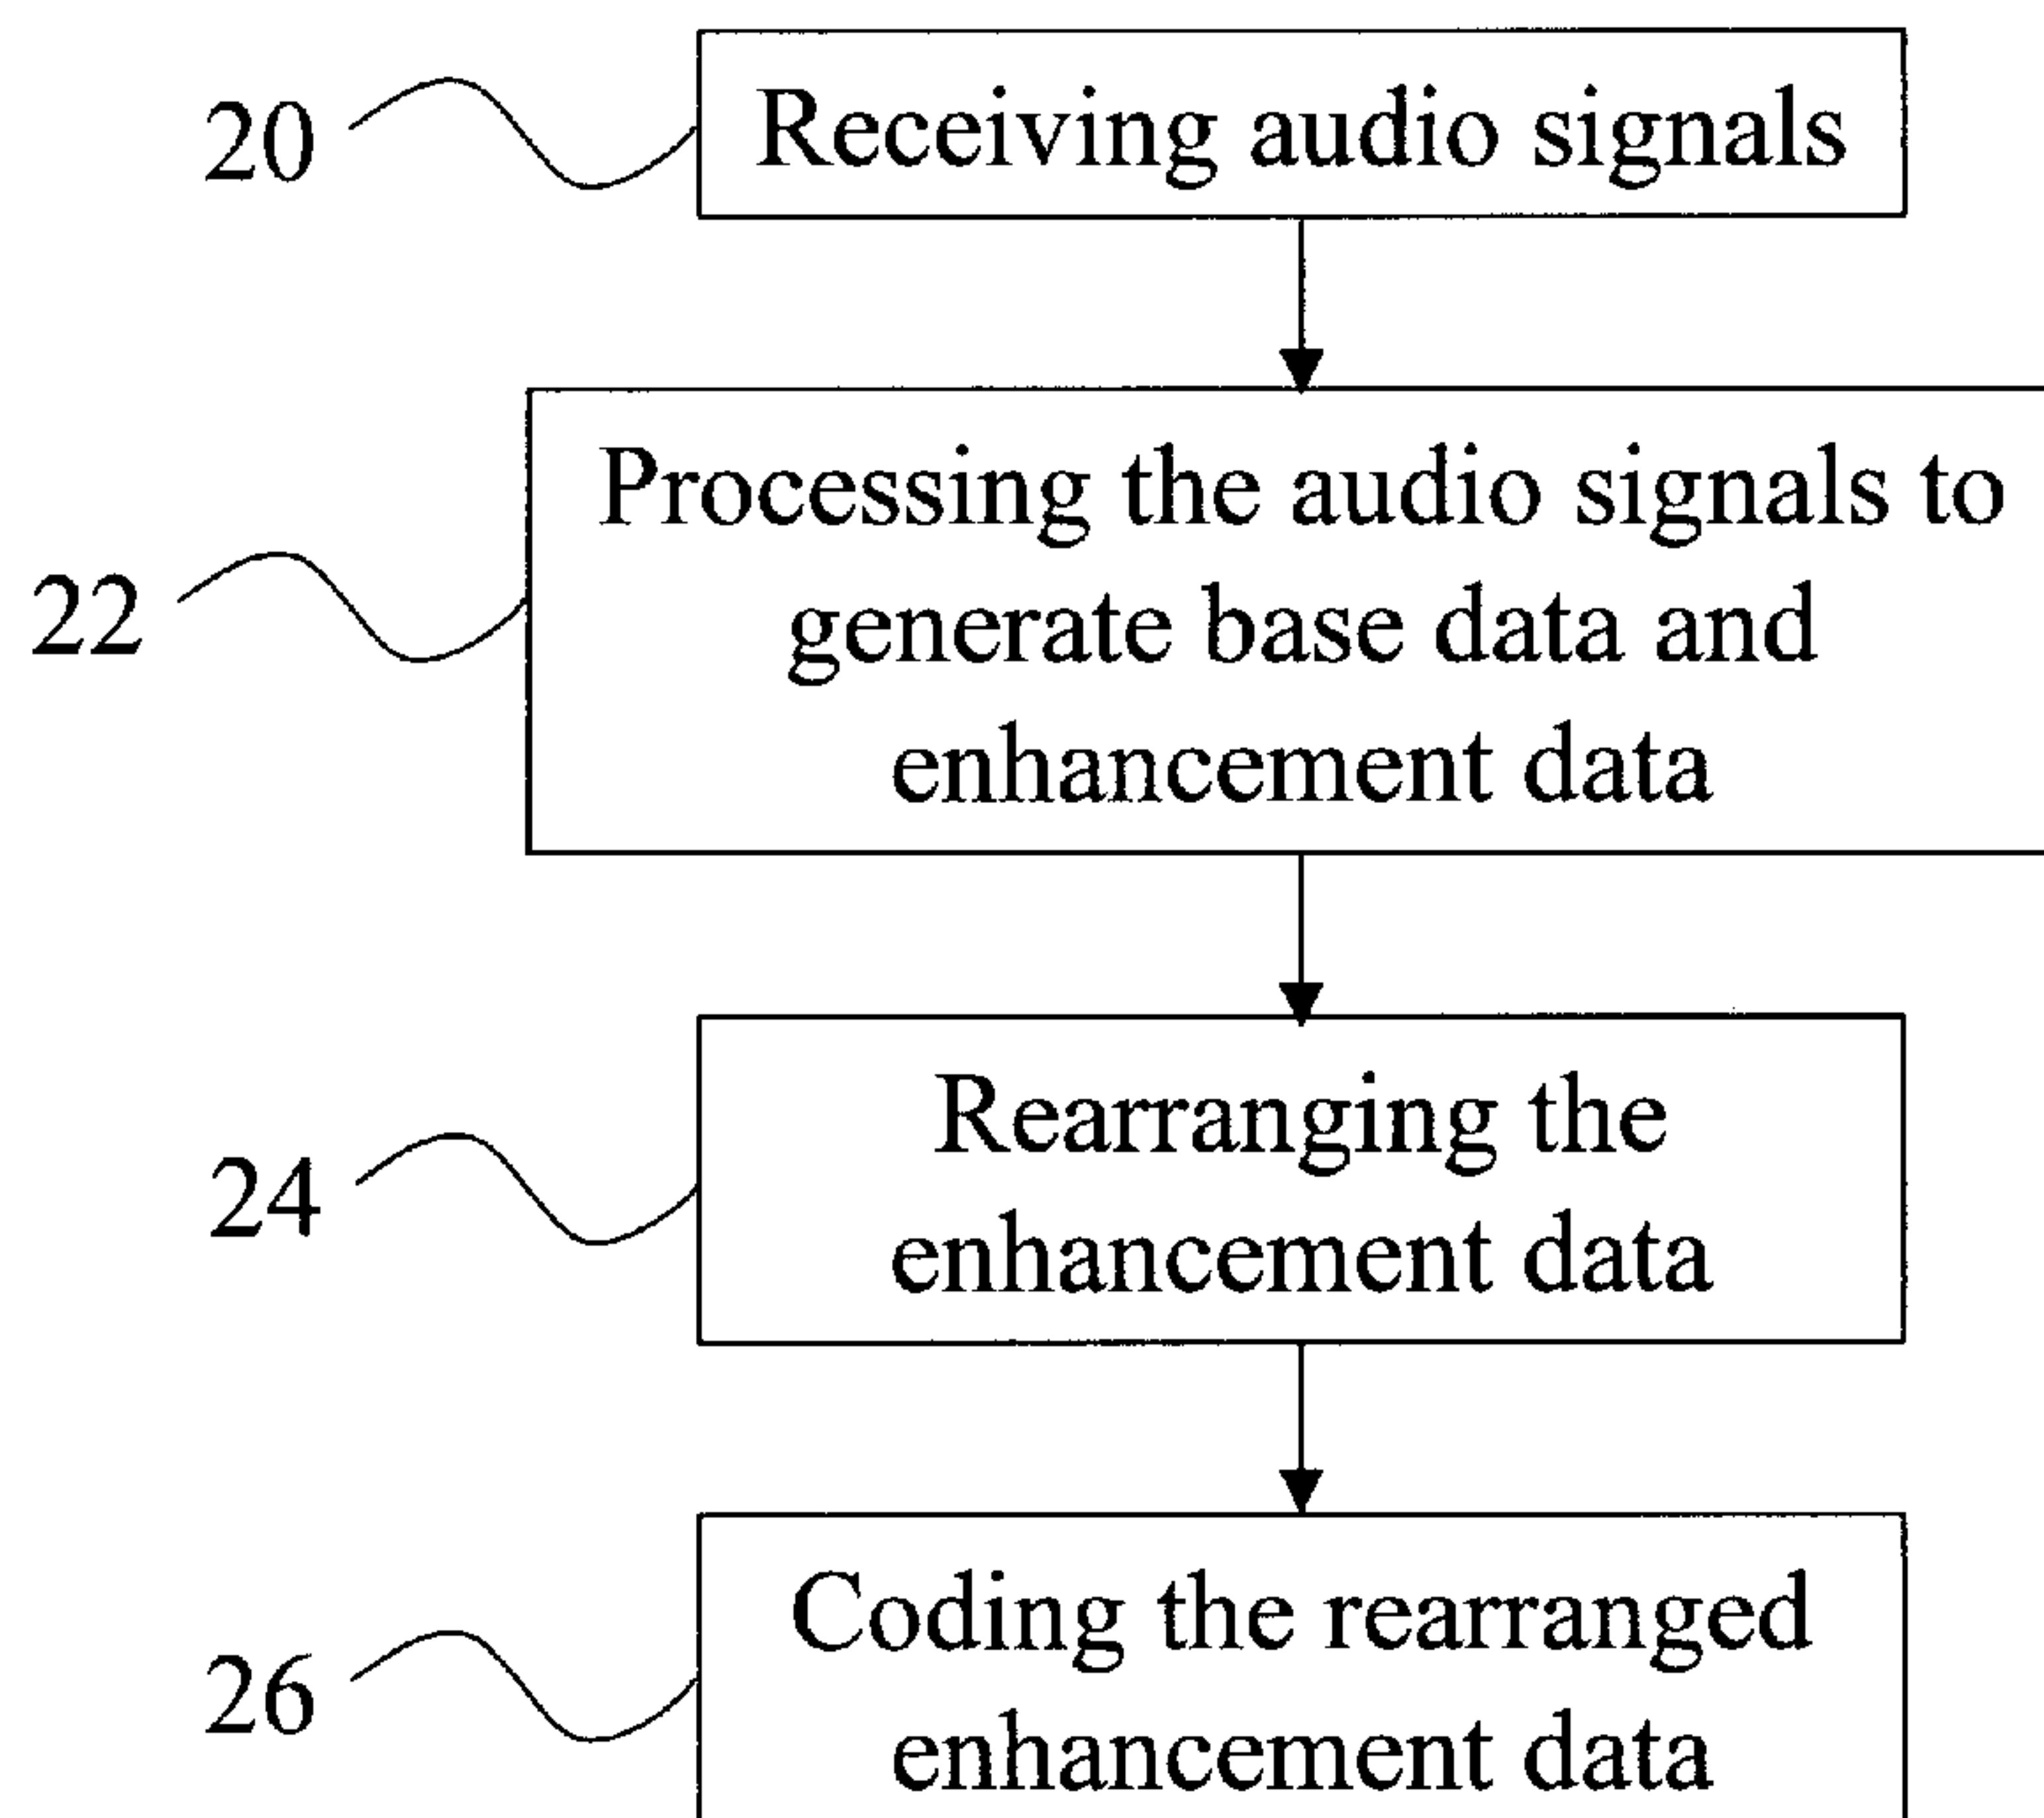 20
Receiving audio signals
22
Processing the audio signals to
generate base data and
enhancement data
24
Rearranging the
enhancement data
26
Coding the rearranged
enhancement data